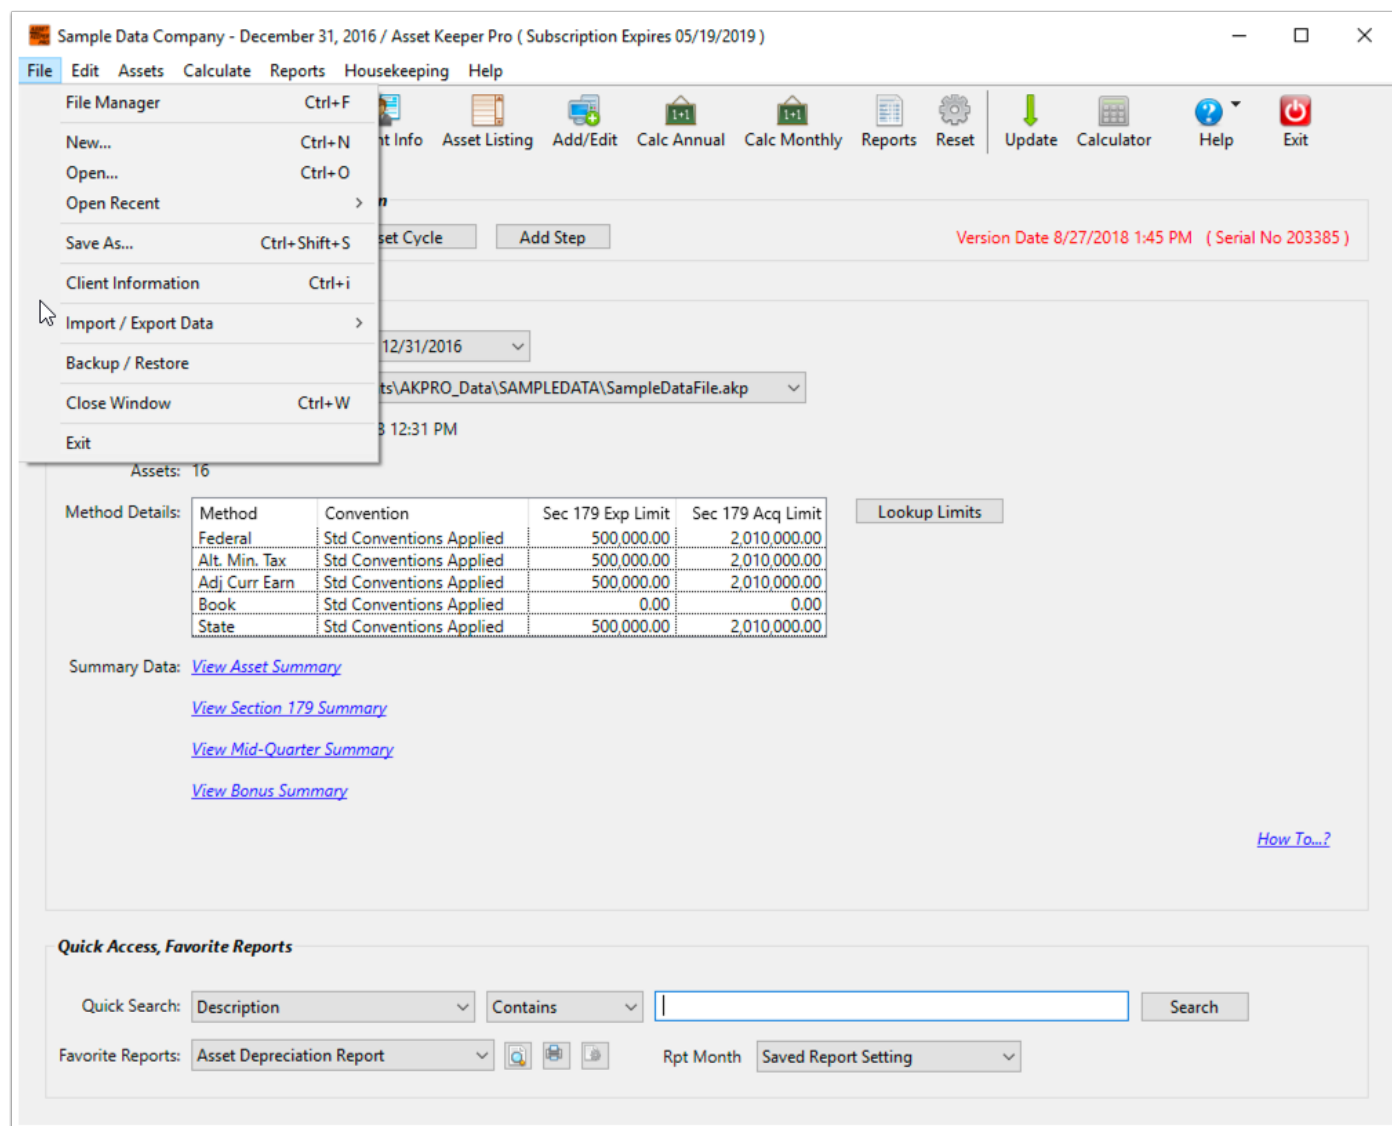 Sample Data Company - December 31, 2016 / Asset Keeper Pro ( Subscription Expires 05/19/2019 )
File Edit Assets Calculate Reports Housekeeping Help
File Manager Ctrl+F
New... Ctrl+N
Open... Ctrl+O
Open Recent
Save As... Ctrl+Shift+S
Client Information Ctrl+i
Import / Export Data
Backup / Restore
Close Window Ctrl+W
Exit
Info Asset Listing Add/Edit Calc Annual Calc Monthly Reports Reset Update Calculator Help Exit
Cycle Add Step Version Date 8/27/2018 1:45 PM ( Serial No 203385 )
12/31/2016
\AKPRO_Data\SAMPLEDATA\SampleDataFile.akp
12:31 PM
Assets: 16
Method Details: Method Convention Sec 179 Exp Limit Sec 179 Acq Limit Lookup Limits
Federal Std Conventions Applied 500,000.00 2,010,000.00
Alt. Min. Tax Std Conventions Applied 500,000.00 2,010,000.00
Adj Curr Earn Std Conventions Applied 500,000.00 2,010,000.00
Book Std Conventions Applied 0.00 0.00
State Std Conventions Applied 500,000.00 2,010,000.00
Summary Data: View Asset Summary
View Section 179 Summary
View Mid-Quarter Summary
View Bonus Summary
How To...?
Quick Access, Favorite Reports
Quick Search: Description Contains Search
Favorite Reports: Asset Depreciation Report Rpt Month Saved Report Setting